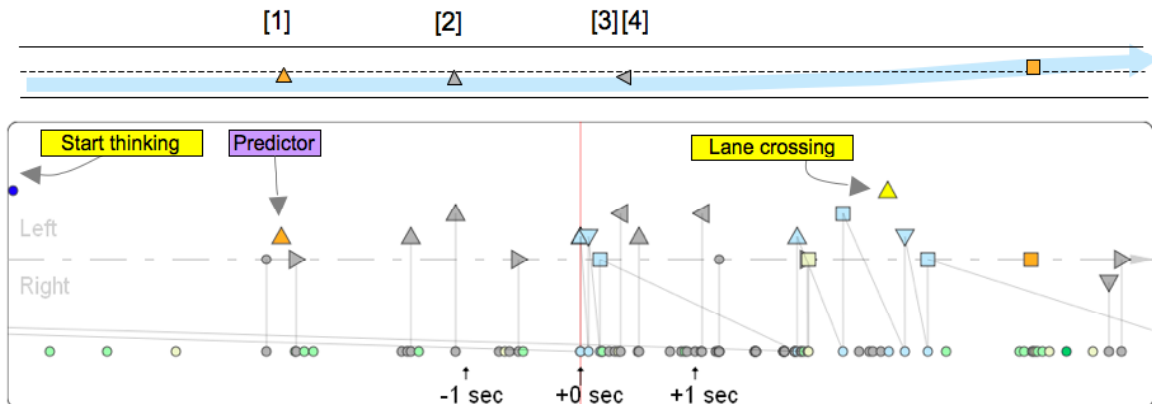 [1] [2] [3] [4]
Start thinking
Predictor
Lane crossing
Left
Right
-1 sec +0 sec +1 sec